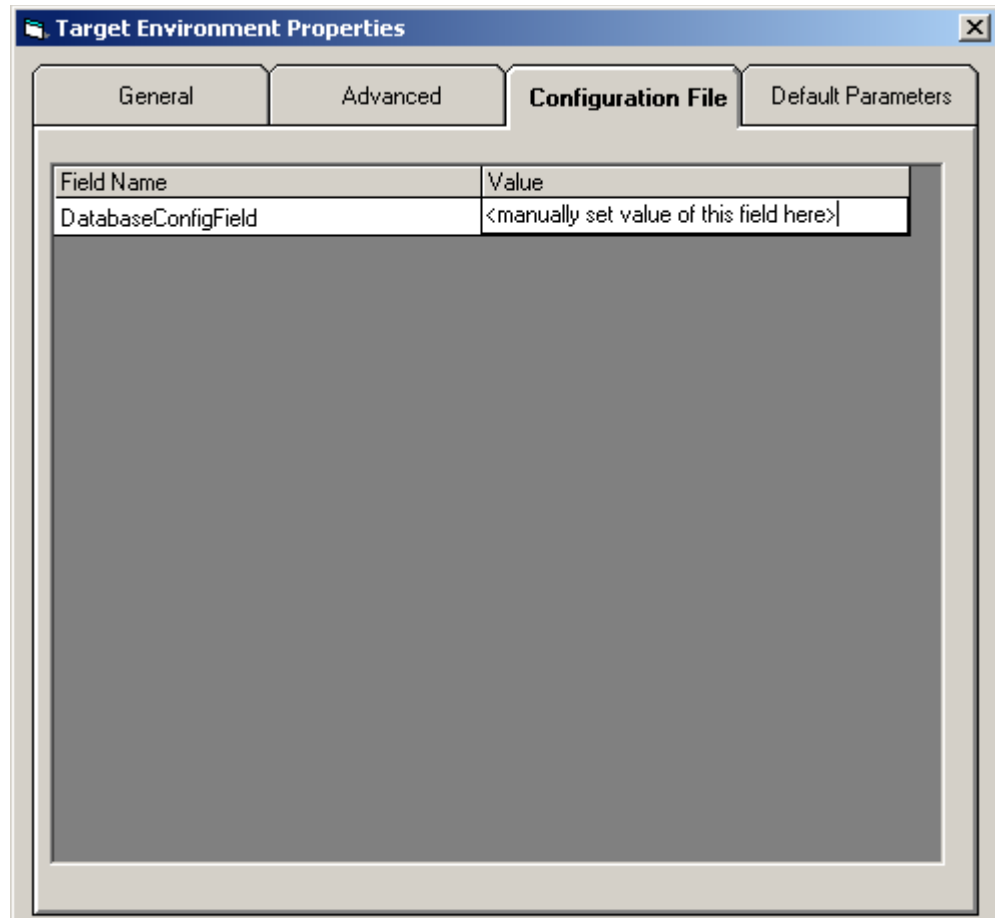 Target Environment Properties
General Advanced Configuration File Default Parameters
Field Name Value
DatabaseConfigField <manually set value of this field here>